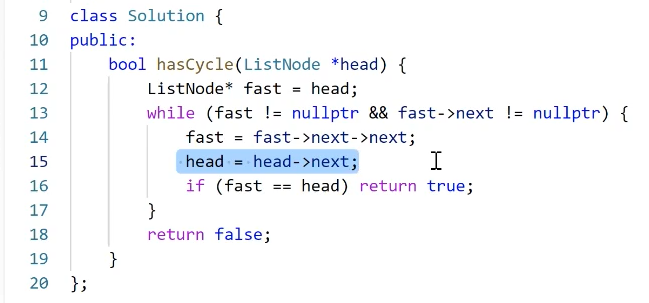 9 class Solution {
10 public:
11 bool hasCycle(ListNode *head) {
12 ListNode* fast = head;
13 while (fast != nullptr && fast->next != nullptr) {
14 fast = fast->next->next;
15 head = head->next;
16 if (fast == head) return true;
17 }
18 return false;
19 }
20 };